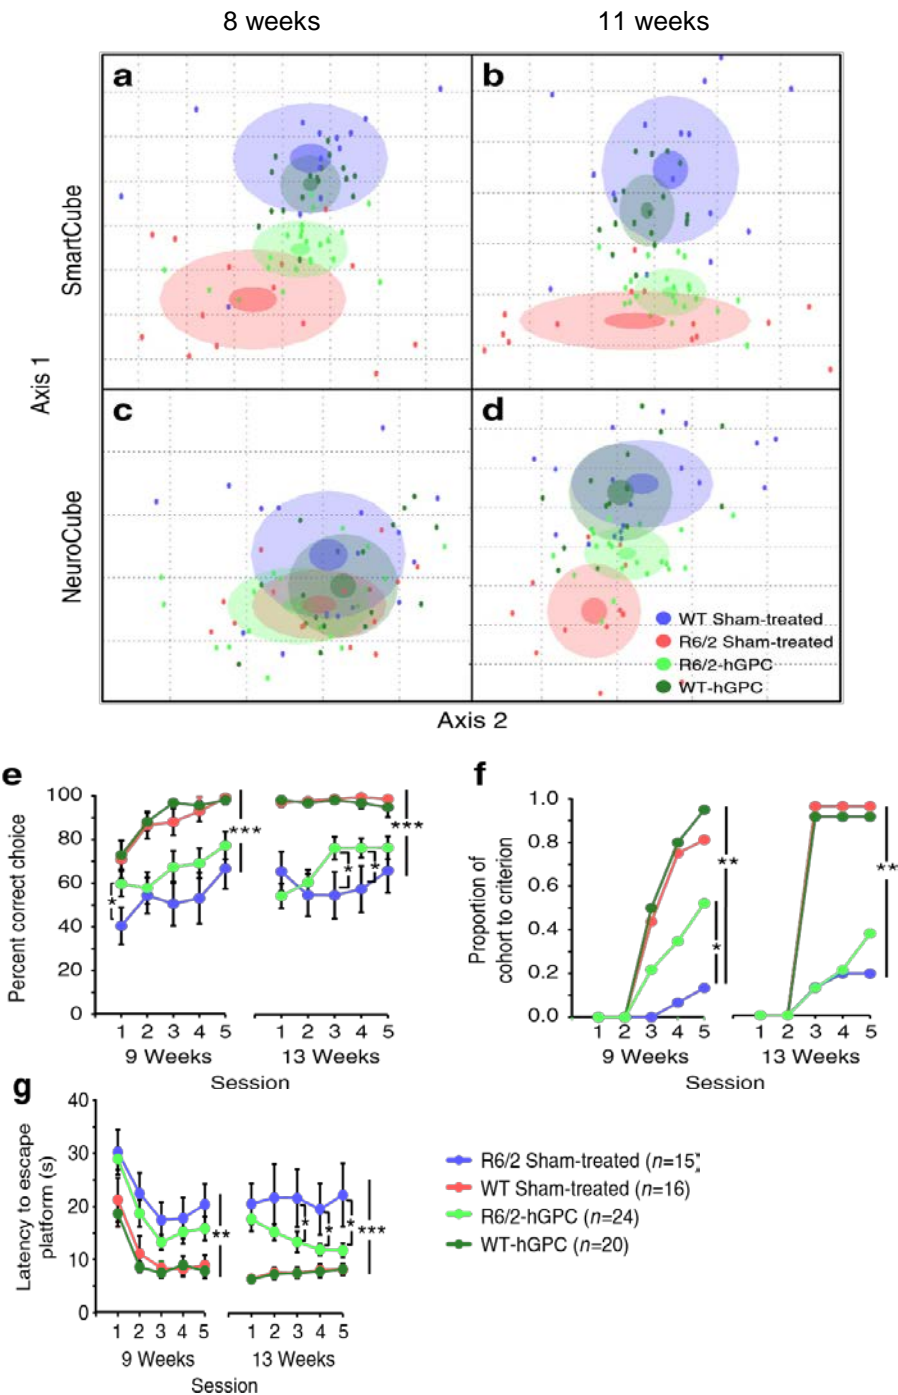 8 weeks 11 weeks
a b
SmartCube
Axis 1
c d
NeuroCube
WT Sham-treated
R6/2 Sham-treated
R6/2-hGPC
WT-hGPC
Axis 2
e
Percent correct choice
100
80
60
40
20
0
***
*
***
*
*
1 2 3 4 5 1 2 3 4 5
9 Weeks 13 Weeks
Session
f
Proportion of
cohort to criterion
1.0
0.8
0.6
0.4
0.2
0.0
**
*
**
1 2 3 4 5 1 2 3 4 5
9 Weeks 13 Weeks
Session
g
Latency to escape
platform (s)
40
30
20
10
0
**
*
*
*
***
1 2 3 4 5 1 2 3 4 5
9 Weeks 13 Weeks
Session
R6/2 Sham-treated (n=15)
WT Sham-treated (n=16)
R6/2-hGPC (n=24)
WT-hGPC (n=20)